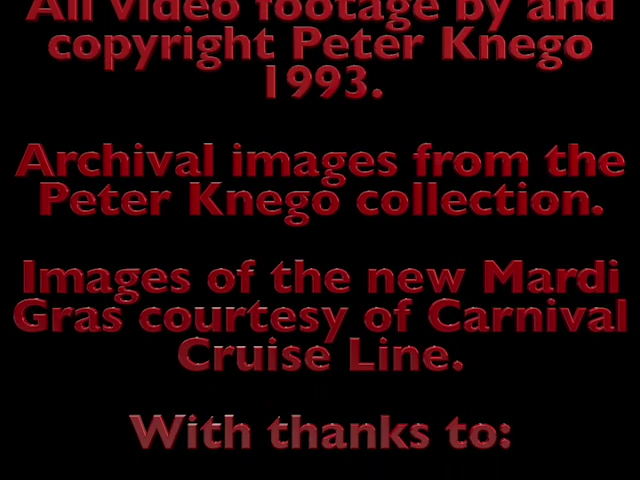 All video footage by and
copyright Peter Knego
1993.
Archival images from the
Peter Knego collection.
Images of the new Mardi
Gras courtesy of Carnival
Cruise Line.
With thanks to: